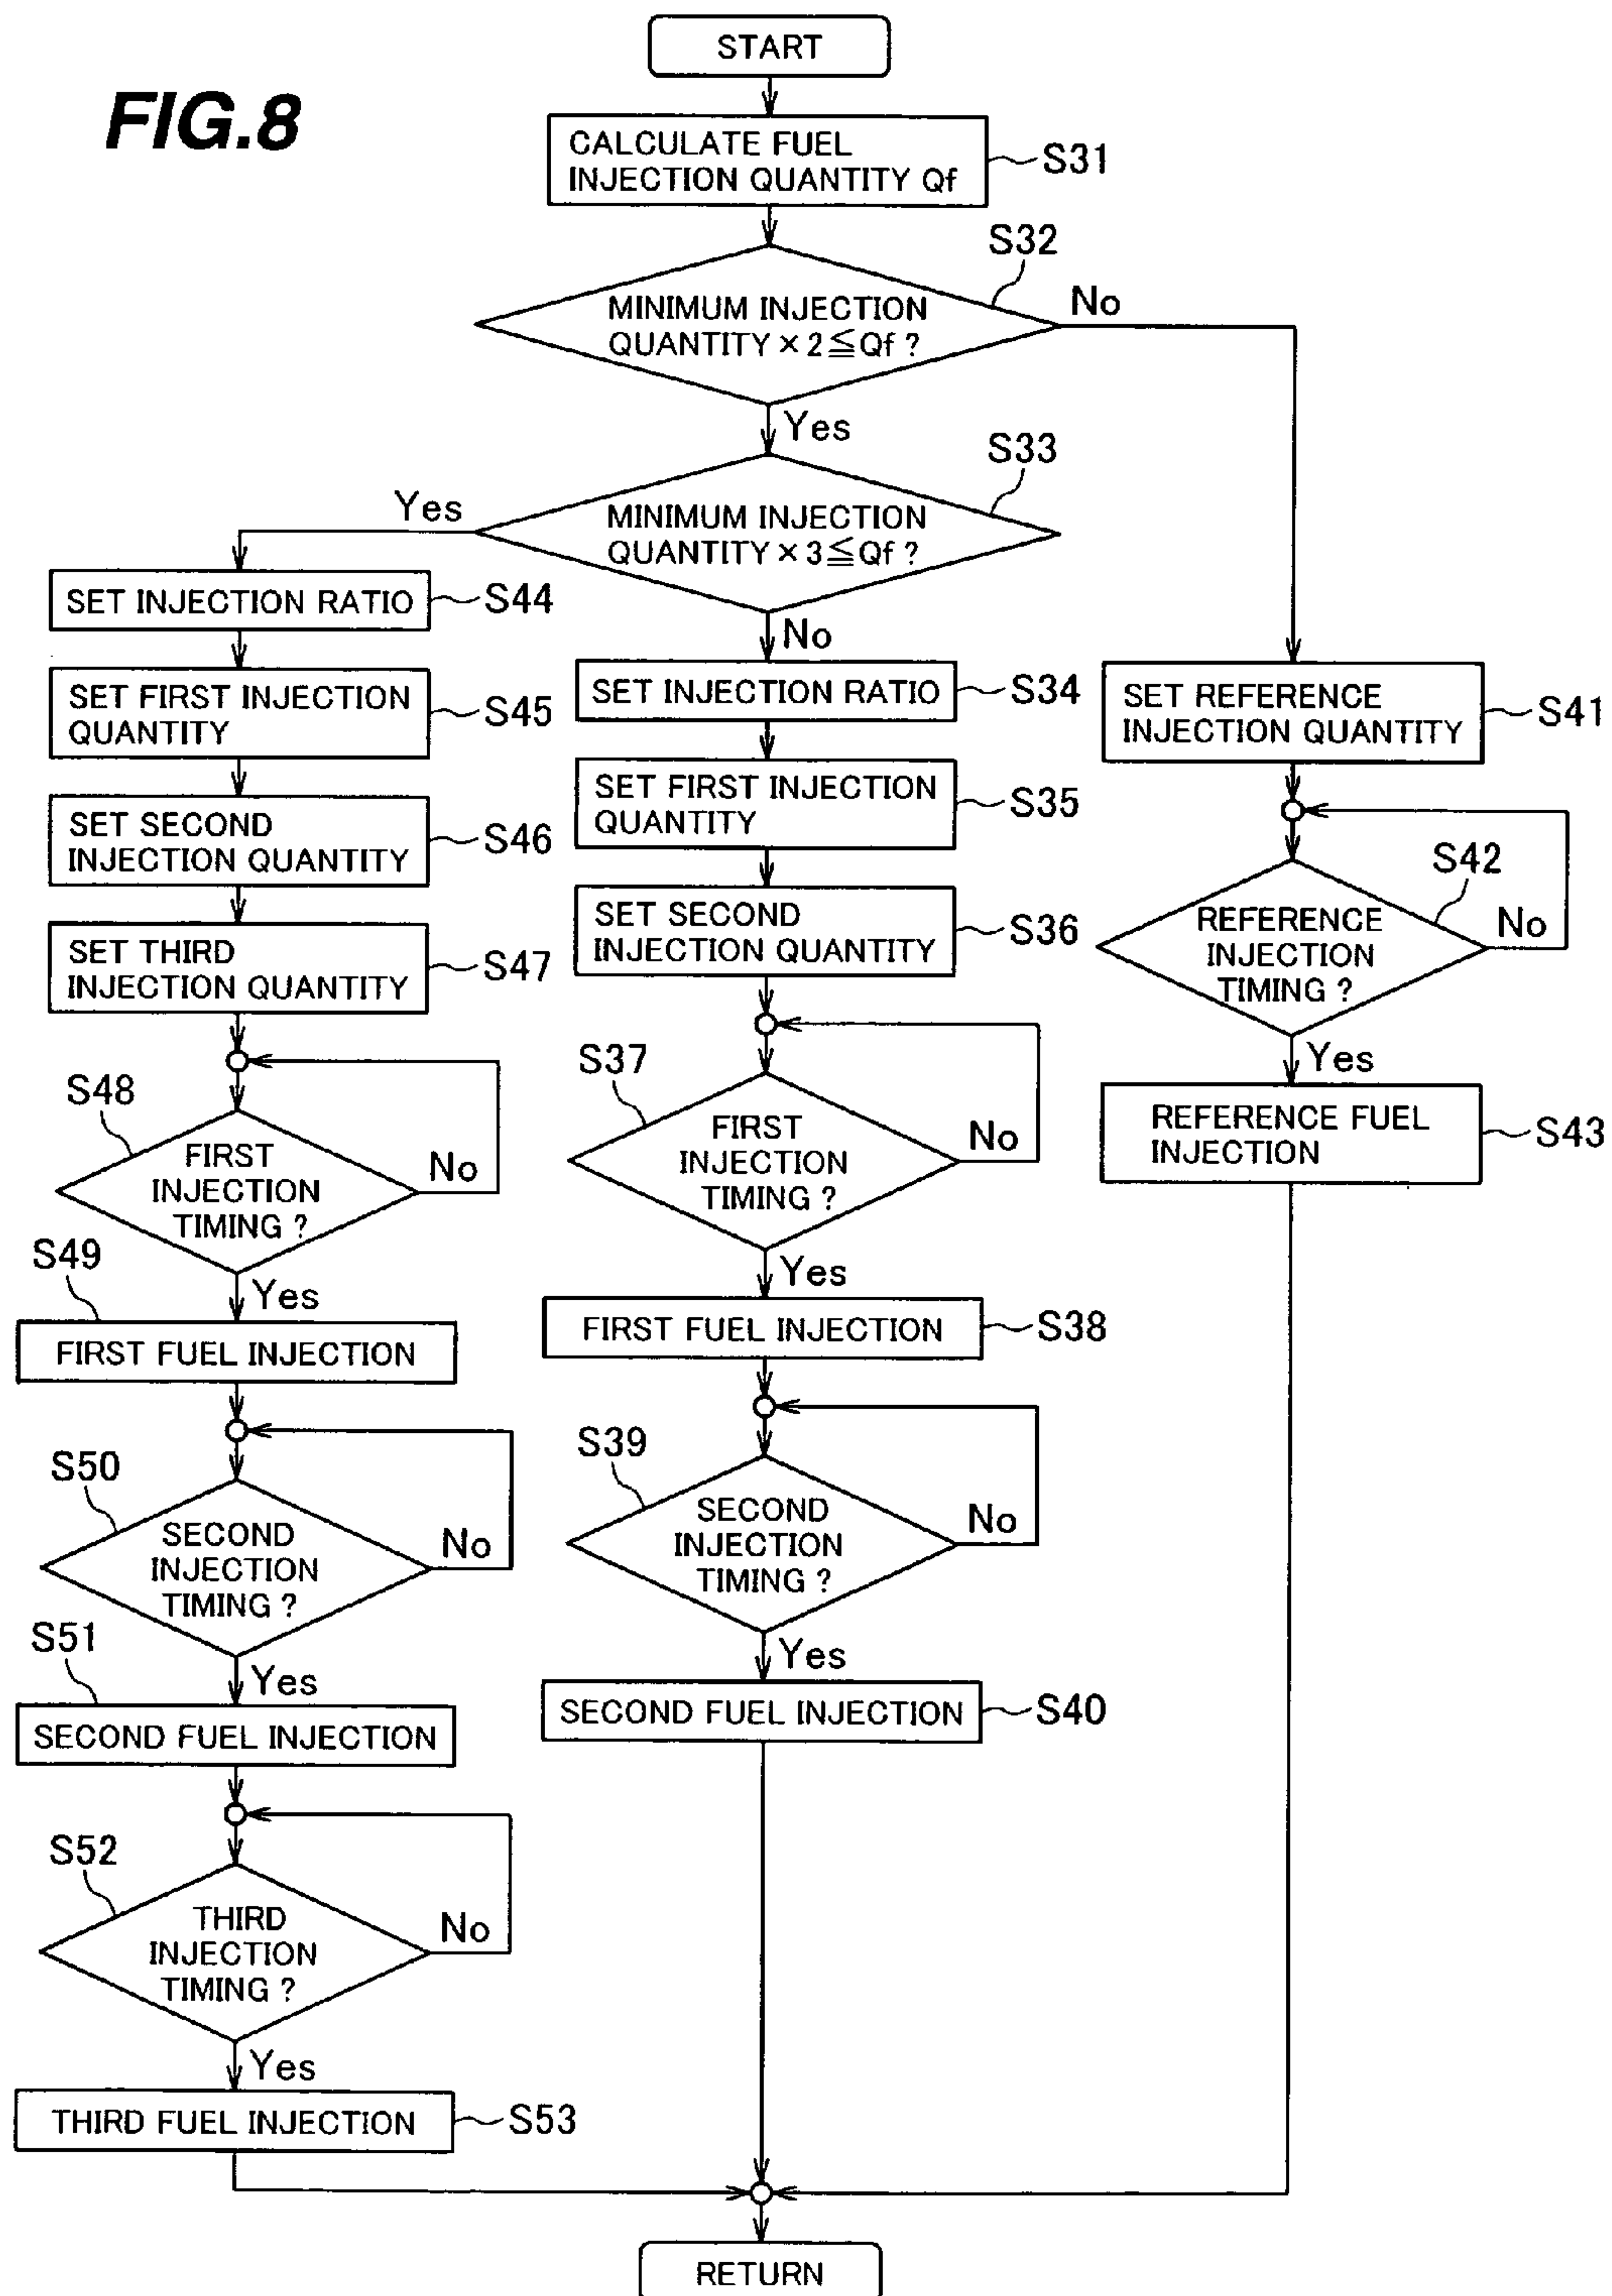 FIG.8
START
CALCULATE FUEL
INJECTION QUANTITY Qf
S31
S32
MINIMUM INJECTION
QUANTITY × 2≦Qf ?
No
Yes
S33
MINIMUM INJECTION
QUANTITY × 3≦Qf ?
Yes
No
SET INJECTION RATIO
S44
SET FIRST INJECTION
QUANTITY
S45
SET SECOND
INJECTION QUANTITY
S46
SET THIRD
INJECTION QUANTITY
S47
S48
FIRST
INJECTION
TIMING ?
No
Yes
S49
FIRST FUEL INJECTION
S50
SECOND
INJECTION
TIMING ?
No
Yes
S51
SECOND FUEL INJECTION
S52
THIRD
INJECTION
TIMING ?
No
Yes
THIRD FUEL INJECTION
S53
SET INJECTION RATIO
S34
SET FIRST INJECTION
QUANTITY
S35
SET SECOND
INJECTION QUANTITY
S36
S37
FIRST
INJECTION
TIMING ?
No
Yes
FIRST FUEL INJECTION
S38
S39
SECOND
INJECTION
TIMING ?
No
Yes
SECOND FUEL INJECTION
S40
SET REFERENCE
INJECTION QUANTITY
S41
S42
REFERENCE
INJECTION
TIMING ?
No
Yes
REFERENCE FUEL
INJECTION
S43
RETURN